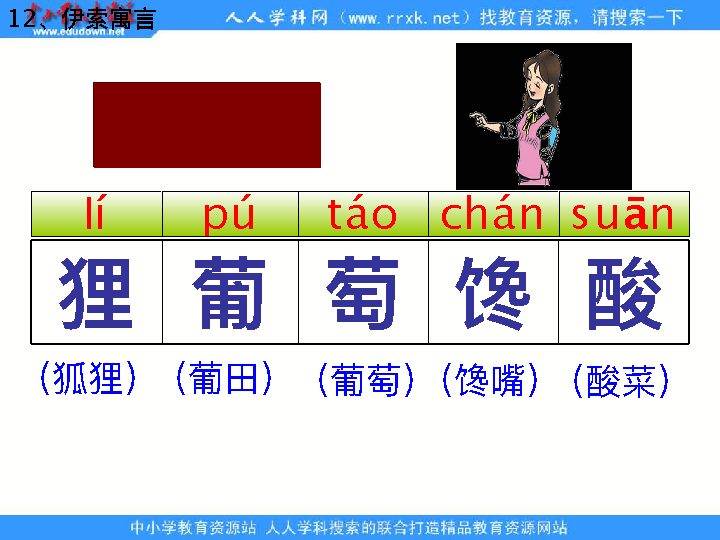 12、伊索寓言
www.edudown.net
人人学科网（www.rrxk.net）找教育资源，请搜索一下
lí pú táo chán suān
狸 葡 萄 馋 酸
（狐狸）（葡田）（葡萄）（馋嘴）（酸菜）
中小学教育资源站 人人学科搜索的联合打造精品教育资源网站